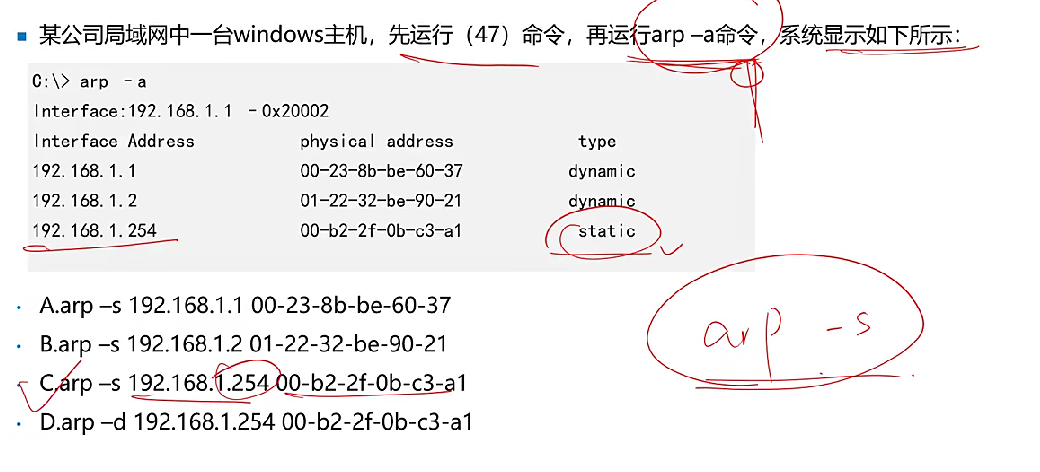 某公司局域网中一台windows主机，先运行（47）命令，再运行arp –a命令，系统显示如下所示：
C:\> arp –a
Interface:192.168.1.1 –0x20002
Interface Address physical address type
192.168.1.1 00-23-8b-be-60-37 dynamic
192.168.1.2 01-22-32-be-90-21 dynamic
192.168.1.254 00-b2-2f-0b-c3-a1 static
A.arp –s 192.168.1.1 00-23-8b-be-60-37
arp -s
B.arp –s 192.168.1.2 01-22-32-be-90-21
C.arp –s 192.168.1.254 00-b2-2f-0b-c3-a1
D.arp –d 192.168.1.254 00-b2-2f-0b-c3-a1